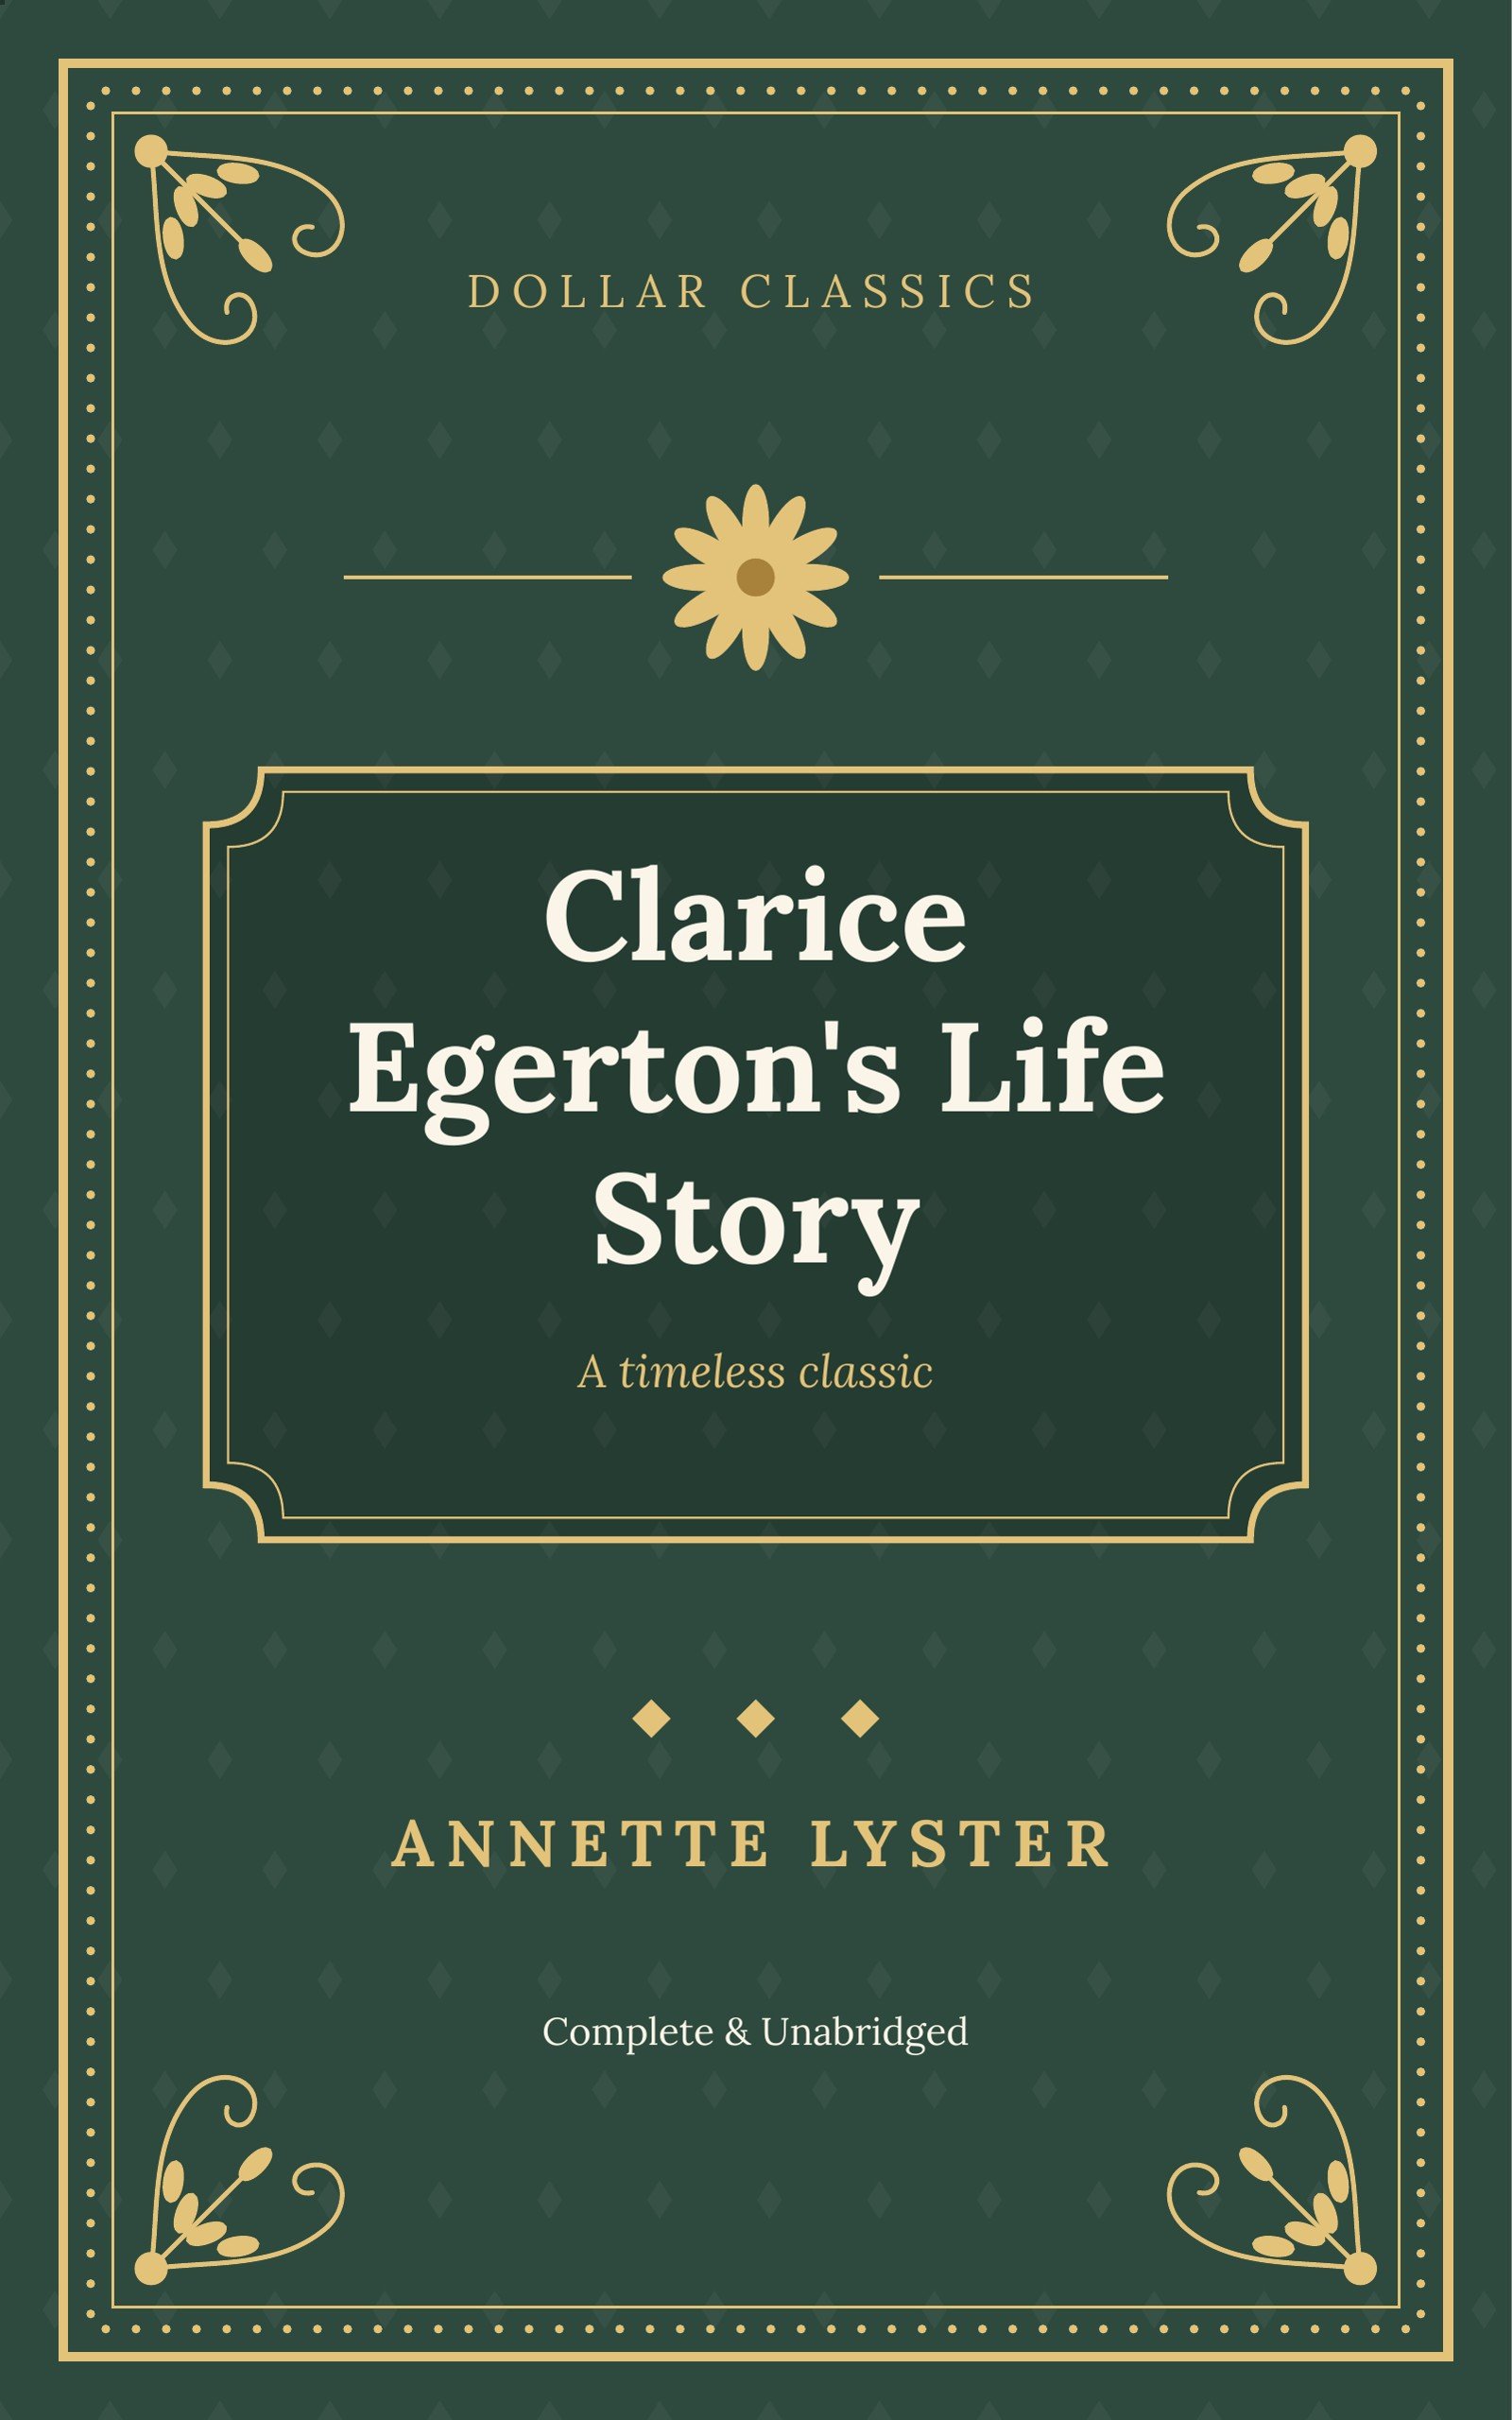 DOLLAR CLASSICS
Clarice
Egerton's Life
Story
A timeless classic
ANNETTE LYSTER
Complete & Unabridged